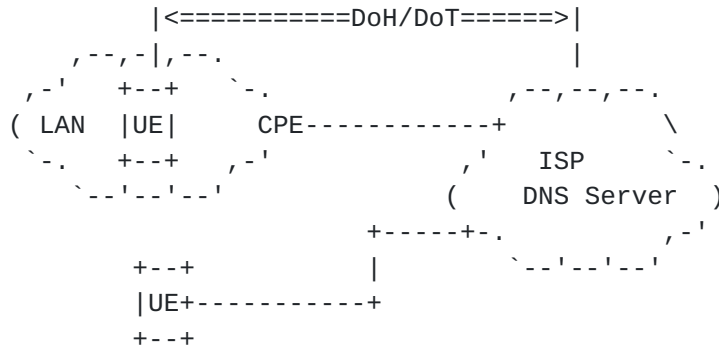 |<===========DoH/DoT======>|
|                          |
,--,-|,--.                 |
,-'   +--+   `-.             ,--,--,--.
( LAN  |UE|     CPE------------+         \
`-.   +--+   ,-'            ,'   ISP     `-.
`--'--'--'              (    DNS Server  )
+-----+-.          ,-'
+--+            |       `--'--'--'
|UE+-----------+
+--+